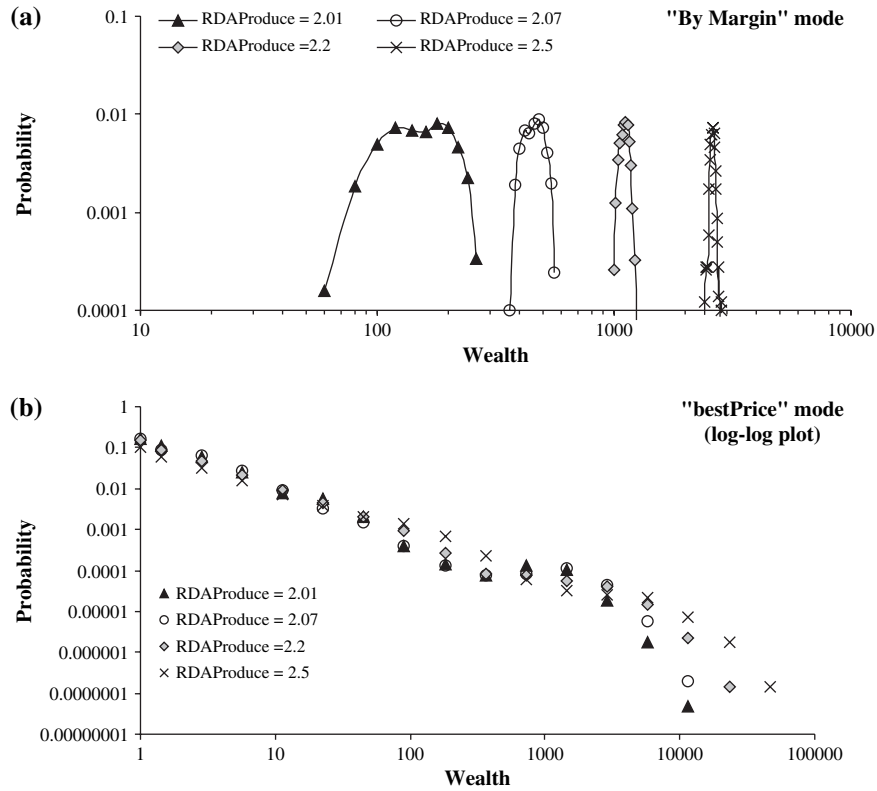 (a)
RDAProduce = 2.01
RDAProduce = 2.07
RDAProduce =2.2
RDAProduce = 2.5
"By Margin" mode
Probability
0.1
0.01
0.001
0.0001
10
100
1000
10000
Wealth
(b)
"bestPrice" mode
(log-log plot)
Probability
1
0.1
0.01
0.001
0.0001
0.00001
0.000001
0.0000001
0.00000001
RDAProduce = 2.01
RDAProduce = 2.07
RDAProduce =2.2
RDAProduce = 2.5
1
10
100
1000
10000
100000
Wealth